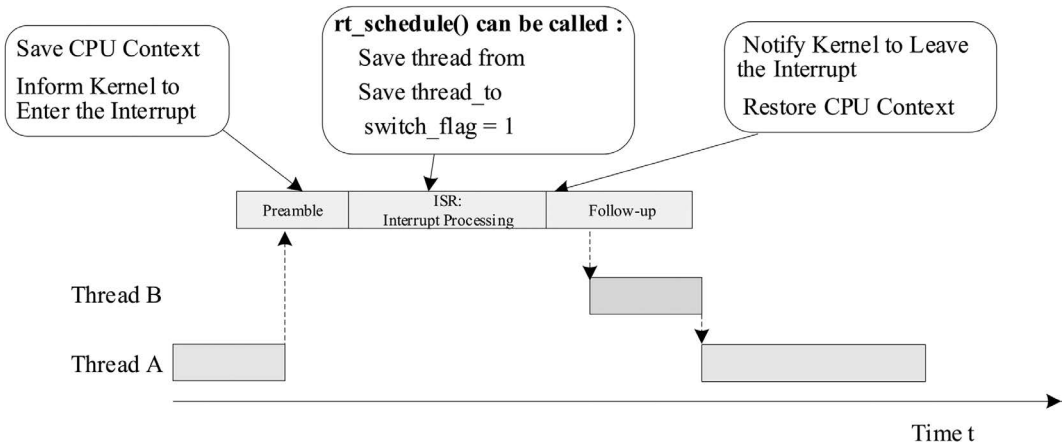 Save CPU Context
Inform Kernel to
Enter the Interrupt
rt_schedule() can be called :
Save thread from
Save thread_to
switch_flag = 1
Notify Kernel to Leave
the Interrupt
Restore CPU Context
Preamble
ISR:
Interrupt Processing
Follow-up
Thread B
Thread A
Time t